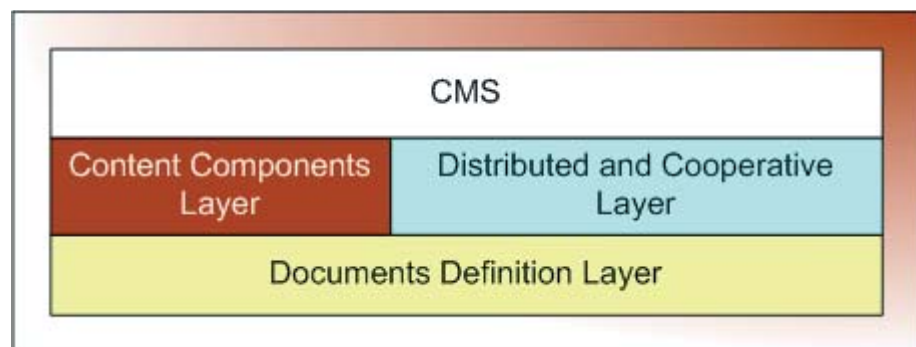 CMS
Content Components
Layer
Distributed and Cooperative
Layer
Documents Definition Layer